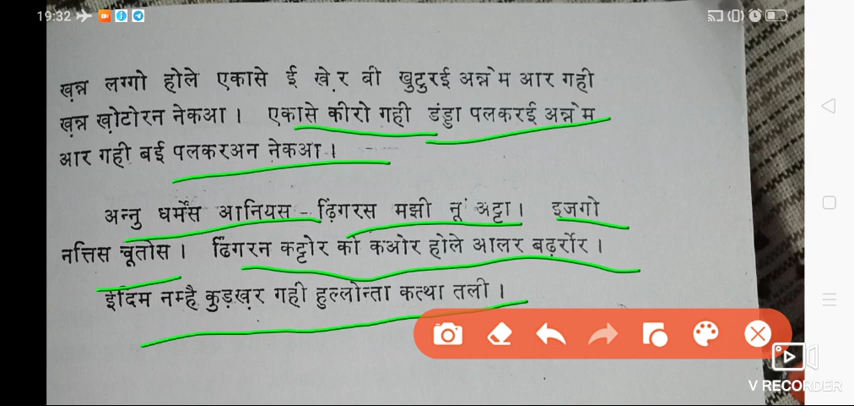 19:32
ख़न्न लग्गो होले एकासे ई खे़र बी खुटुरई अन्नेम आर गही
ख़न्न ख़ोटोरन नेकआ। एकासे कीरो गही डंड्डा पलकरई अन्नेम
आर गही बई पलकरअन नेकआ।
अन्नु धर्मेस आनियस - ढ़िंगरस मझी नूं अट्टा। इजगो
नत्तिस चूतोस। ढिंगरन कट्टोर की कओर होले आलर बढ़र्रोर।
ईदिम नम्है कुड़ख़र गही हुल्लोन्ता कत्था तली।
V RECORDER